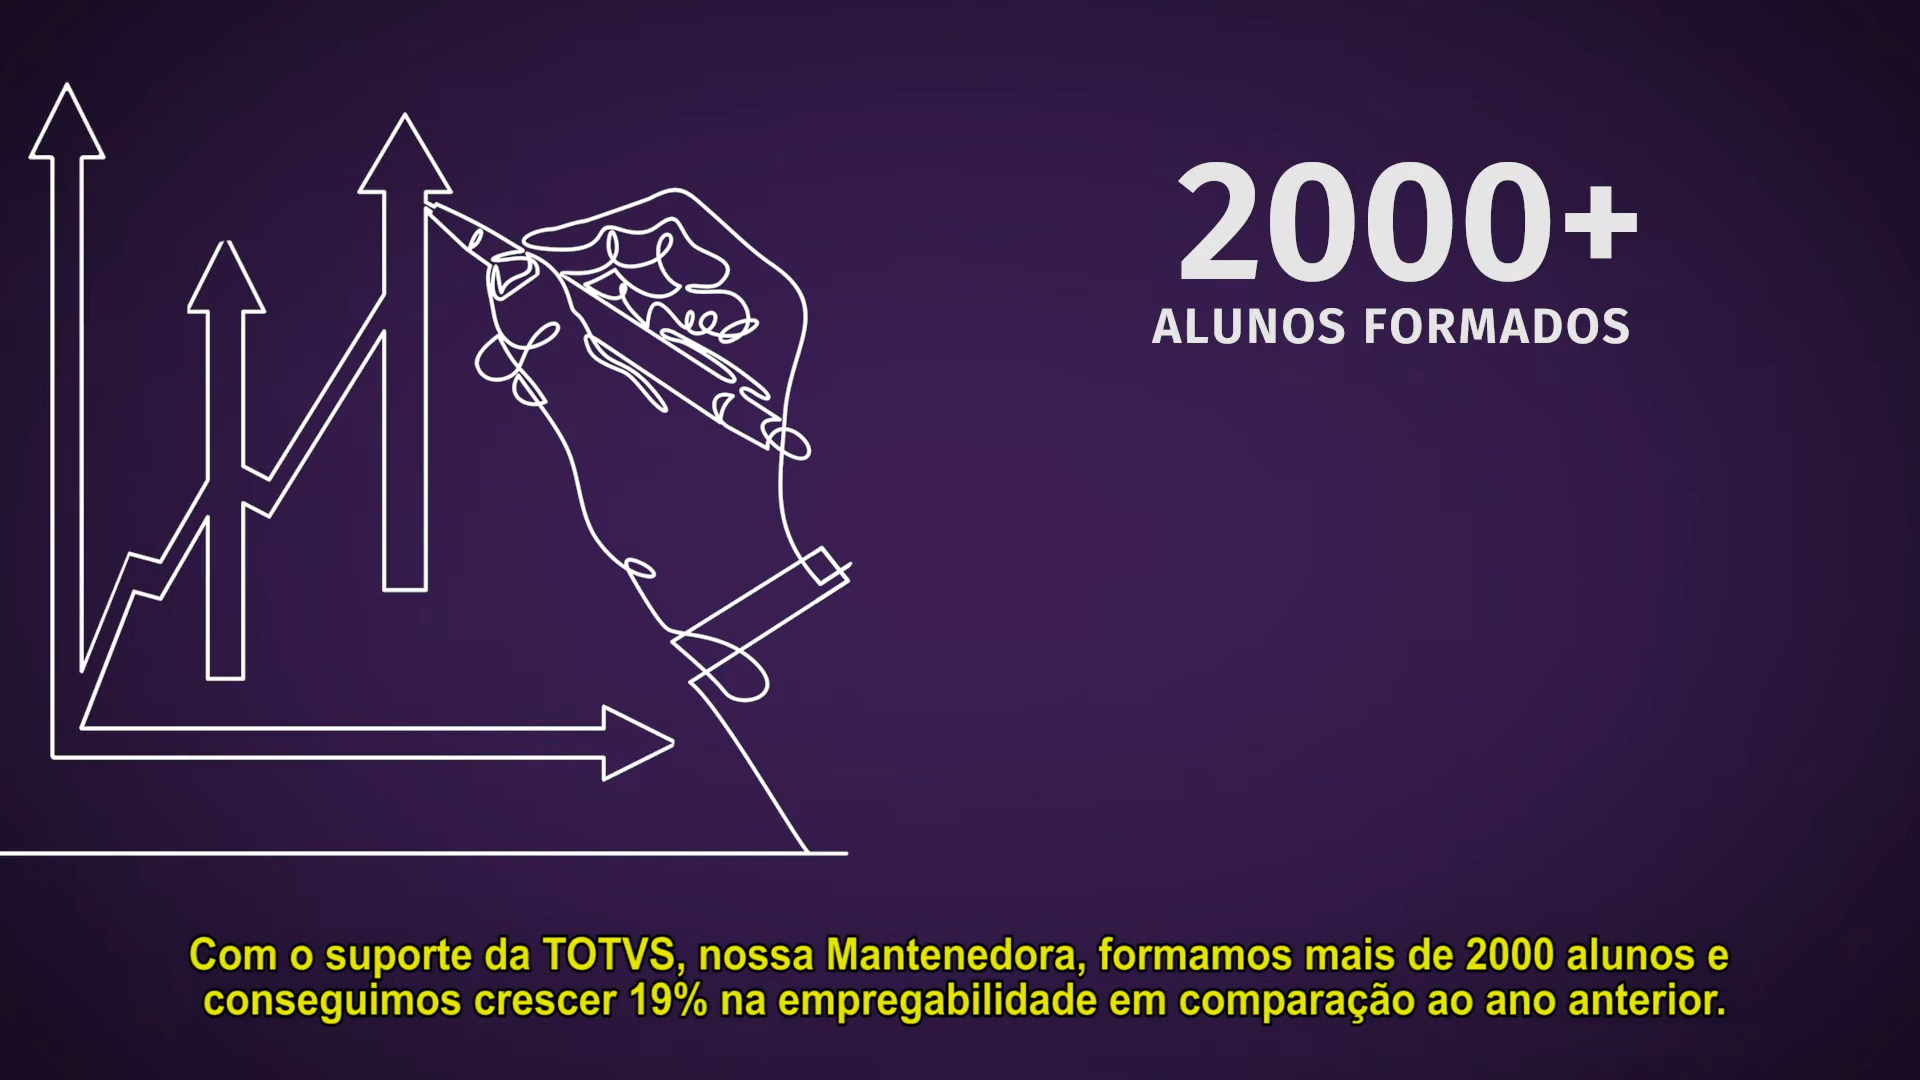 2000+
ALUNOS FORMADOS
Com o suporte da TOTVS, nossa Mantenedora, formamos mais de 2000 alunos e
conseguimos crescer 19% na empregabilidade em comparação ao ano anterior.